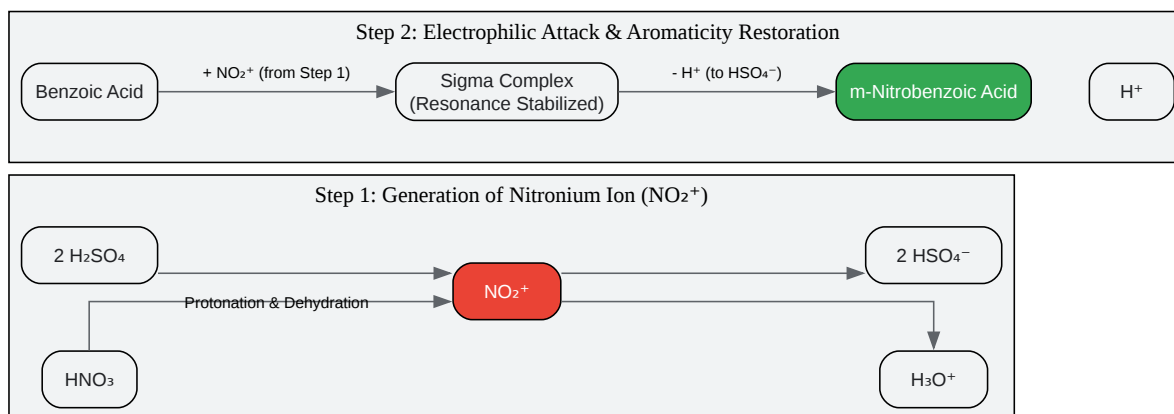 Step 2: Electrophilic Attack & Aromaticity Restoration
Benzoic Acid
+ NO₂⁺ (from Step 1)
Sigma Complex
(Resonance Stabilized)
- H⁺ (to HSO₄⁻)
m-Nitrobenzoic Acid
H⁺
Step 1: Generation of Nitronium Ion (NO₂⁺)
2 H₂SO₄
2 HSO₄⁻
NO₂⁺
Protonation & Dehydration
HNO₃
H₃O⁺